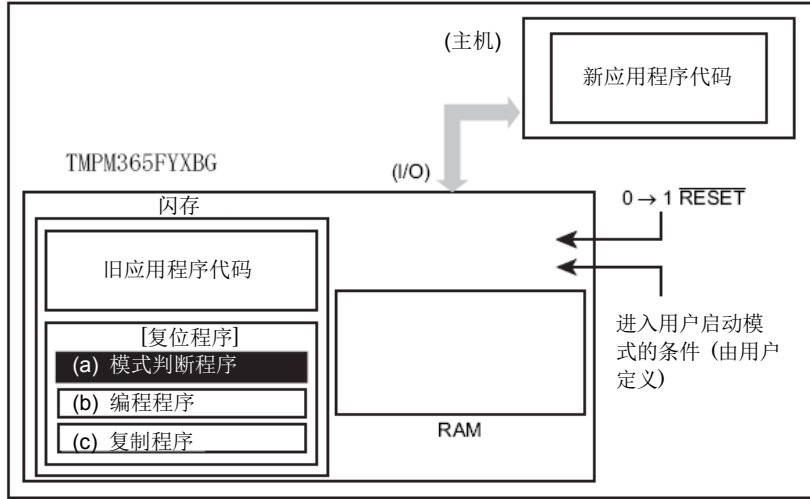 (主机)
新应用程序代码
TMPM365FYXBG
(I/O)
0 → 1 RESET
闪存
旧应用程序代码
[复位程序]
(a) 模式判断程序
(b) 编程程序
(c) 复制程序
RAM
进入用户启动模
式的条件 (由用户
定义)